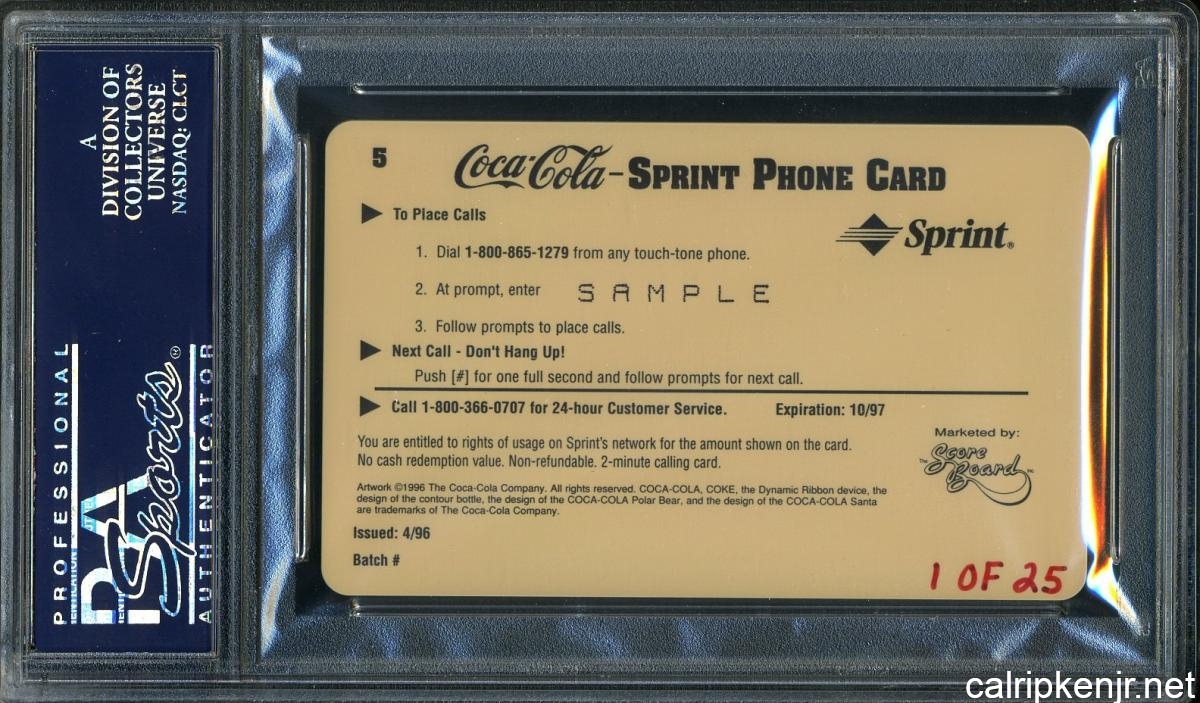 A
DIVISION OF
COLLECTORS
UNIVERSE
NASDAQ: CLCT
PROFESSIONAL
PSA
Sports®
AUTHENTICATOR
5
Coca-Cola-SPRINT PHONE CARD
Sprint®
To Place Calls
1. Dial 1-800-865-1279 from any touch-tone phone.
2. At prompt, enter SAMPLE
3. Follow prompts to place calls.
Next Call - Don't Hang Up!
Push [#] for one full second and follow prompts for next call.
Call 1-800-366-0707 for 24-hour Customer Service. Expiration: 10/97
You are entitled to rights of usage on Sprint's network for the amount shown on the card.
No cash redemption value. Non-refundable. 2-minute calling card.
Marketed by:
The Score
Board Inc
Artwork ©1996 The Coca-Cola Company. All rights reserved. COCA-COLA, COKE, the Dynamic Ribbon device, the
design of the contour bottle, the design of the COCA-COLA Polar Bear, and the design of the COCA-COLA Santa
are trademarks of The Coca-Cola Company.
Issued: 4/96
Batch #
1 OF 25
calripkenjr.net